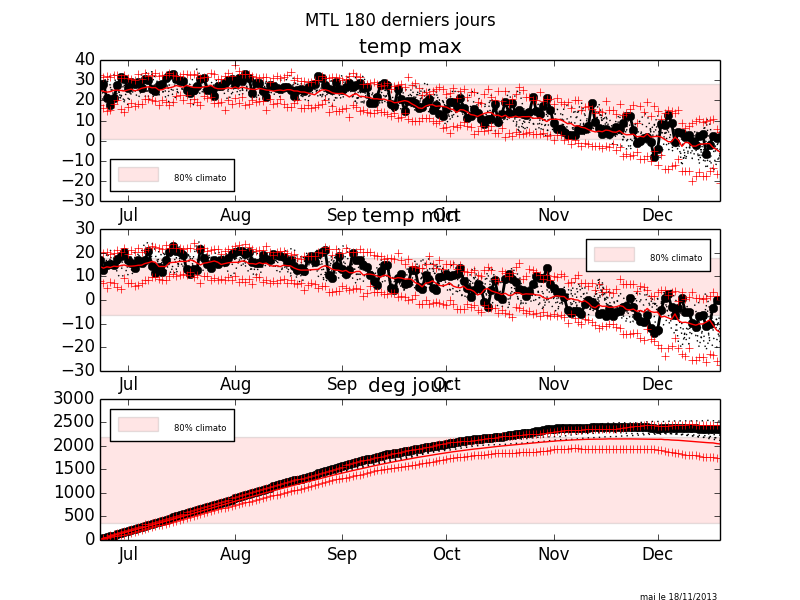 MTL 180 derniers jours
temp max
40
30
20
10
0
−10
−20
−30
80% climato
Jul Aug Sep Oct Nov Dec
temp min
30
20
10
0
−10
−20
−30
80% climato
Jul Aug Sep Oct Nov Dec
deg jour
3000
2500
2000
1500
1000
500
0
80% climato
Jul Aug Sep Oct Nov Dec
maj le 18/11/2013